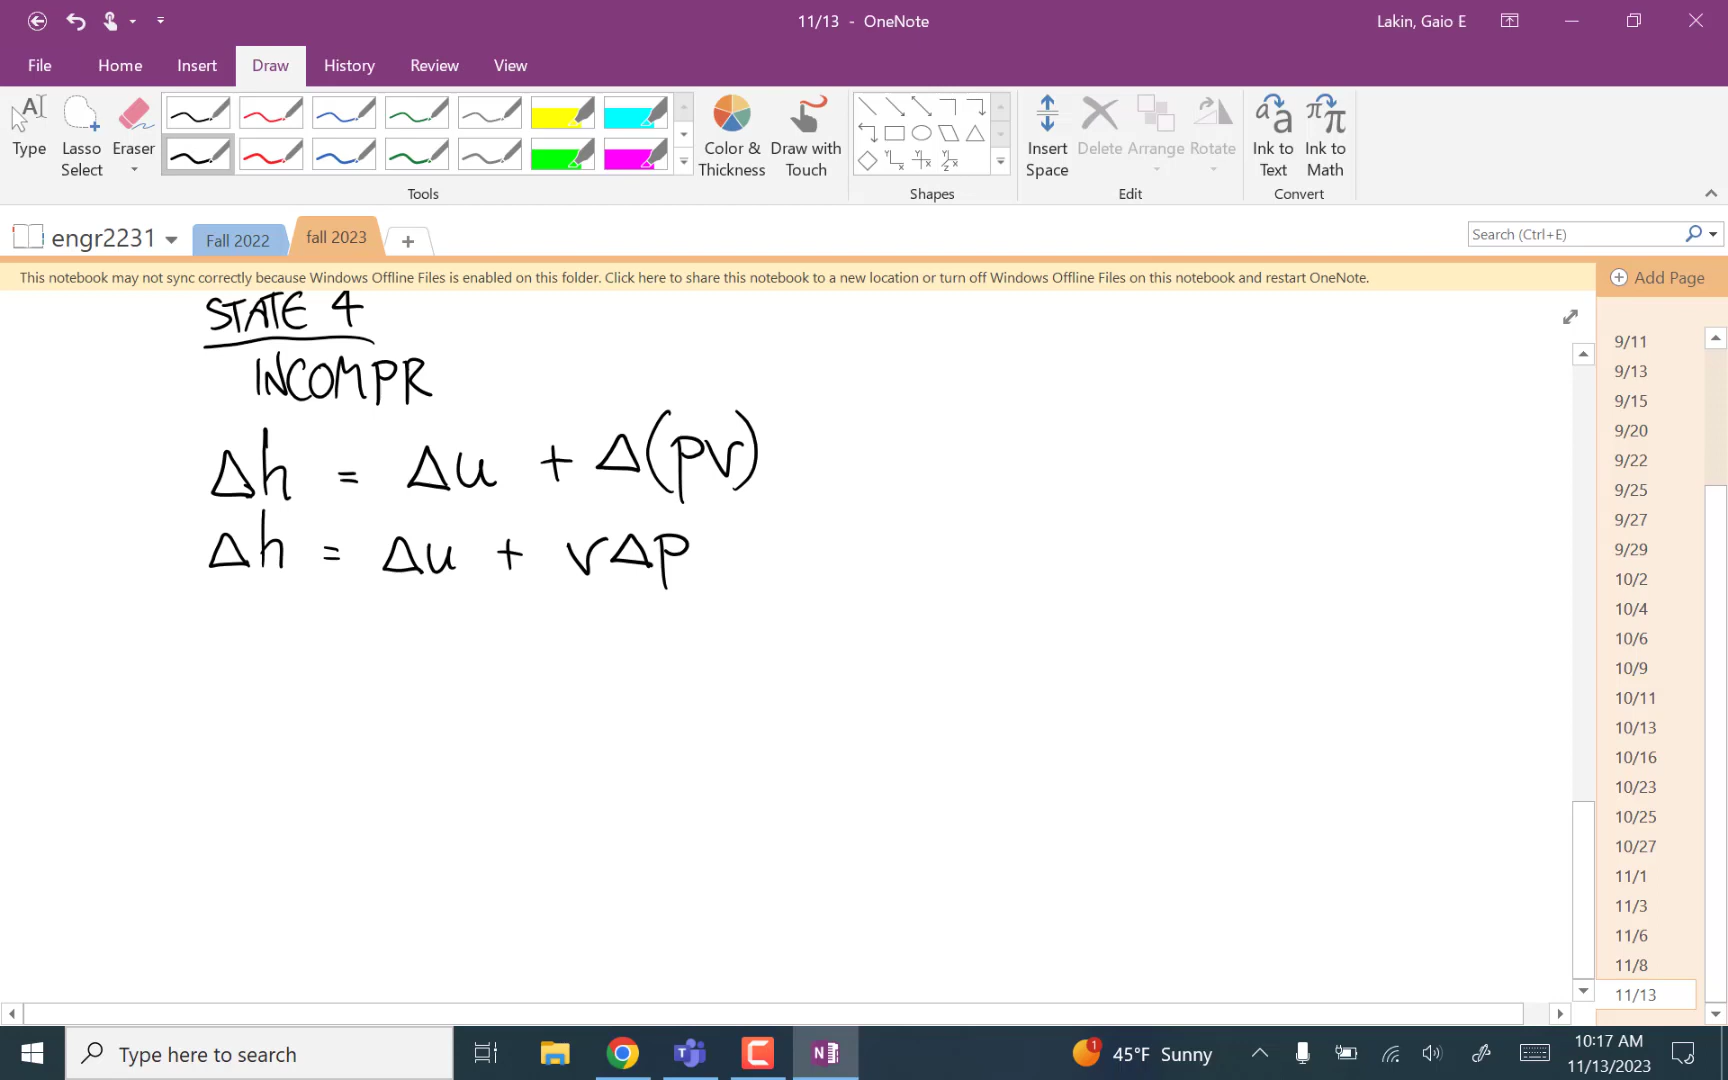 11/13 - OneNote
Lakin, Gaio E
File Home Insert Draw History Review View
Type
Lasso Select
Eraser
Color & Thickness
Draw with Touch
Insert Space
Delete
Arrange
Rotate
Ink to Text
Ink to Math
Tools
Shapes
Edit
Convert
engr2231
Fall 2022
fall 2023
Search (Ctrl+E)
This notebook may not sync correctly because Windows Offline Files is enabled on this folder. Click here to share this notebook to a new location or turn off Windows Offline Files on this notebook and restart OneNote.
Add Page
STATE 4
INCOMPR
Δh = Δu + Δ(pv)
Δh = Δu + vΔp
9/11
9/13
9/15
9/20
9/22
9/25
9/27
9/29
10/2
10/4
10/6
10/9
10/11
10/13
10/16
10/23
10/25
10/27
11/1
11/3
11/6
11/8
11/13
Type here to search
45°F Sunny
10:17 AM
11/13/2023